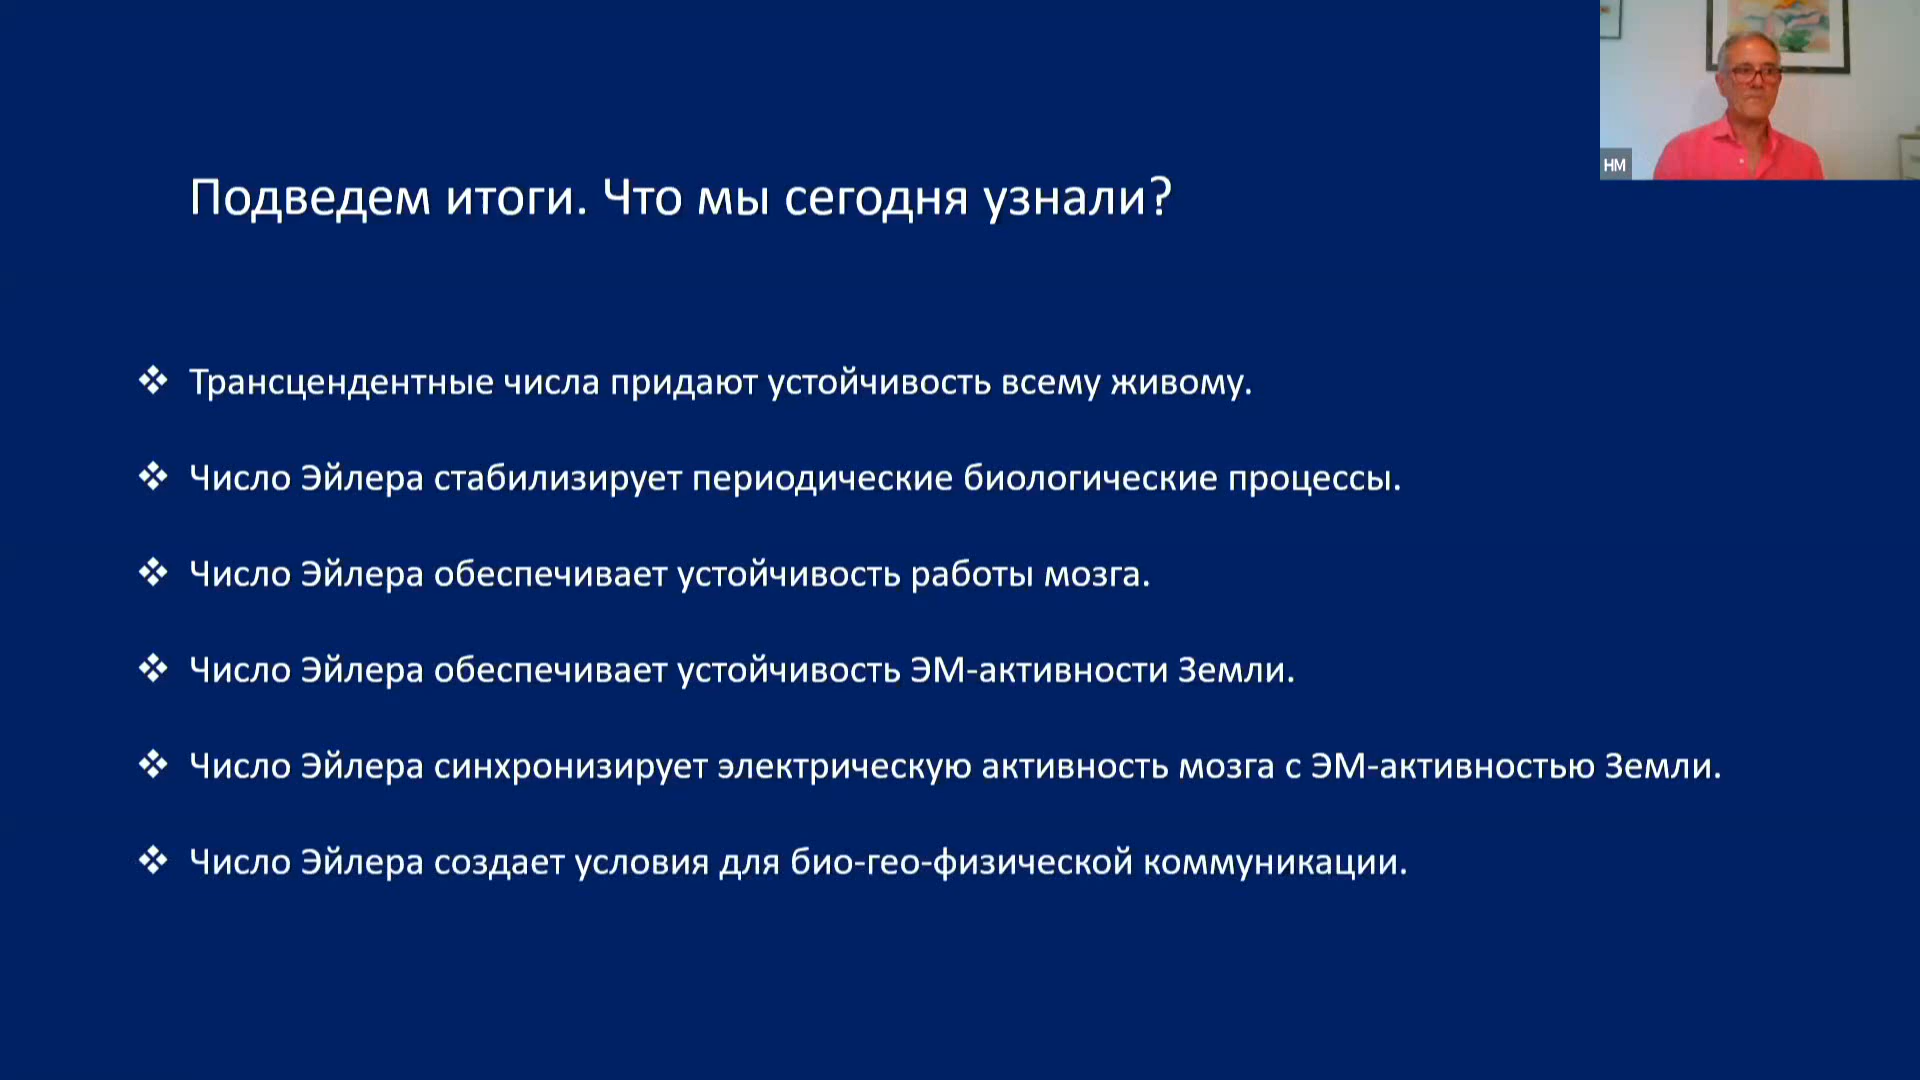 НМ
Подведем итоги. Что мы сегодня узнали?
❖ Трансцендентные числа придают устойчивость всему живому.
❖ Число Эйлера стабилизирует периодические биологические процессы.
❖ Число Эйлера обеспечивает устойчивость работы мозга.
❖ Число Эйлера обеспечивает устойчивость ЭМ-активности Земли.
❖ Число Эйлера синхронизирует электрическую активность мозга с ЭМ-активностью Земли.
❖ Число Эйлера создает условия для био-гео-физической коммуникации.